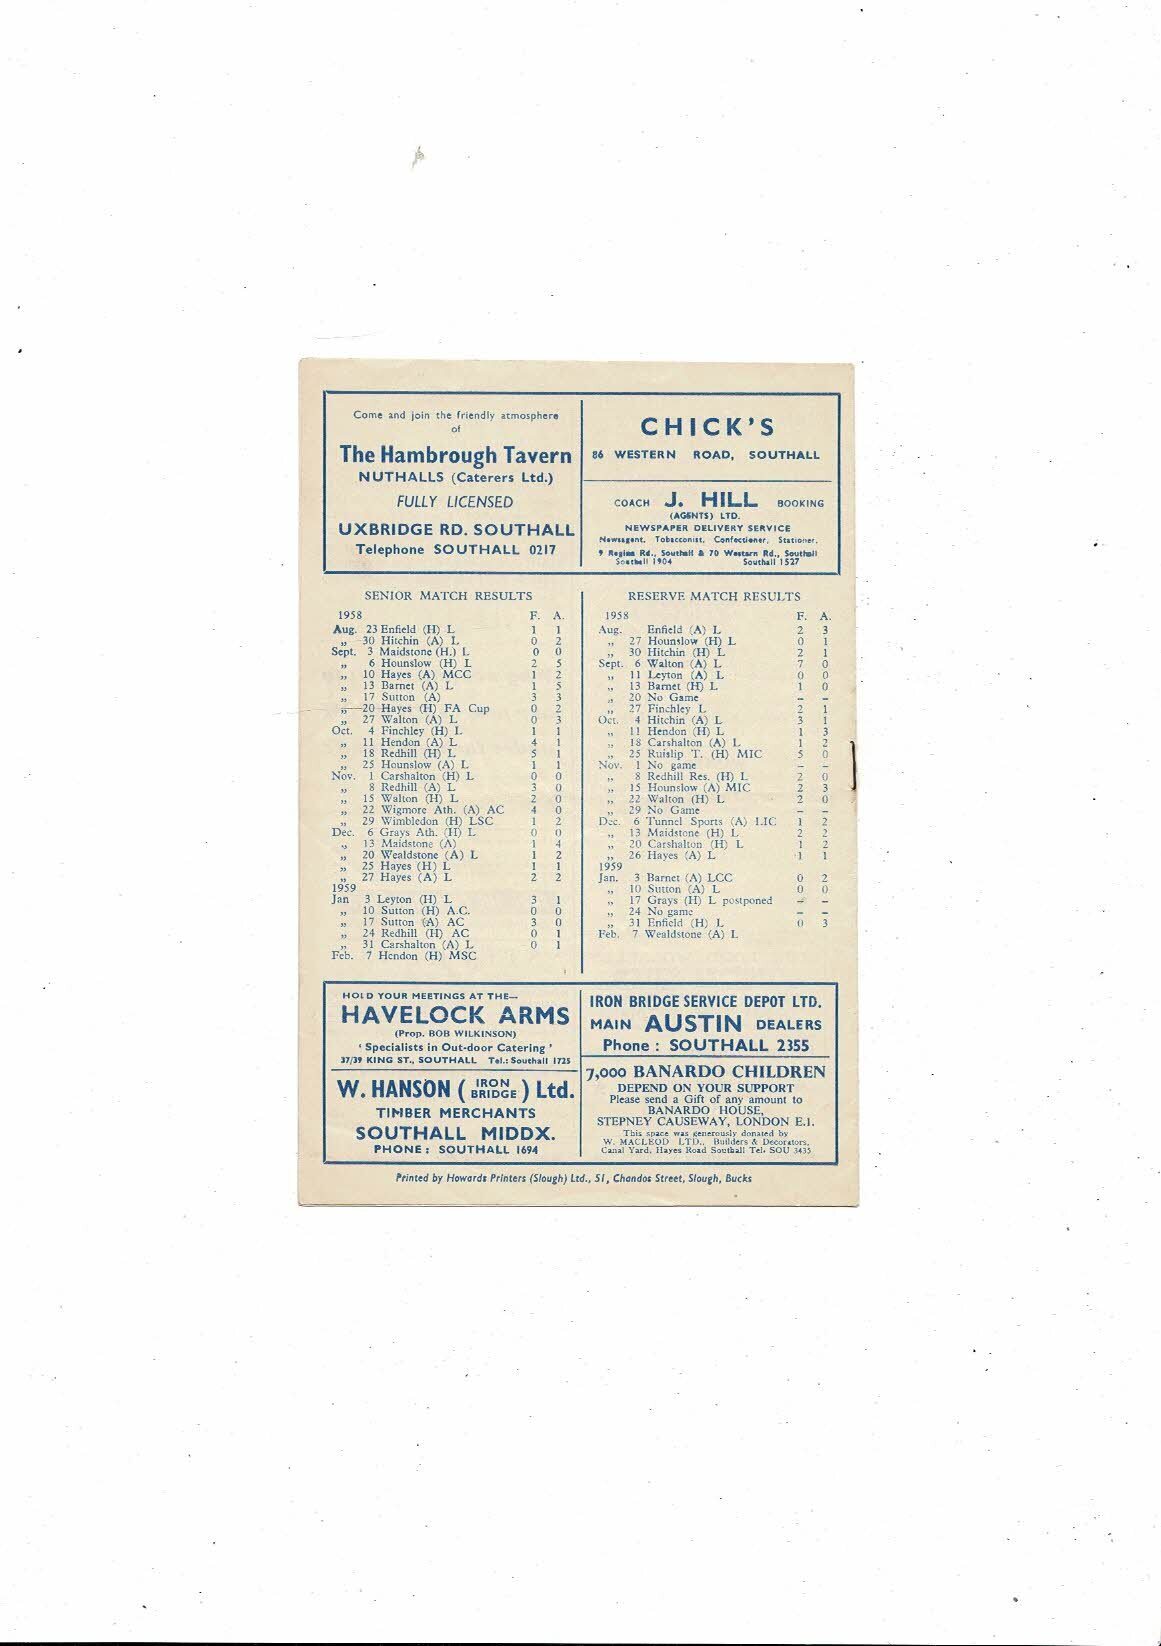 Come and join the friendly atmosphere
of
The Hambrough Tavern
NUTHALLS (Caterers Ltd.)
FULLY LICENSED
UXBRIDGE RD. SOUTHALL
Telephone SOUTHALL 0217
CHICK'S
86 WESTERN ROAD, SOUTHALL
COACH J. HILL BOOKING
(AGENTS) LTD.
NEWSPAPER DELIVERY SERVICE
Newsagent, Tobacconist, Confectioner, Stationer.
9 Regina Rd., Southall & 70 Western Rd., Southall
Southall 1904 Southall 1527
SENIOR MATCH RESULTS
1958 F. A.
Aug. 23 Enfield (H) L 1 1
„ 30 Hitchin (A) L 0 2
Sept. 3 Maidstone (H.) L 0 0
„ 6 Hounslow (H) L 2 5
„ 10 Hayes (A) MCC 1 2
„ 13 Barnet (A) L 1 5
„ 17 Sutton (A) 3 3
„ 20 Hayes (H) FA Cup 0 2
„ 27 Walton (A) L 0 3
Oct. 4 Finchley (H) L 1 1
„ 11 Hendon (A) L 4 1
„ 18 Redhill (H) L 5 1
„ 25 Hounslow (A) L 1 1
Nov. 1 Carshalton (H) L 0 0
„ 8 Redhill (A) L 3 0
„ 15 Walton (H) L 2 0
„ 22 Wigmore Ath. (A) AC 4 0
„ 29 Wimbledon (H) LSC 1 2
Dec. 6 Grays Ath. (H) L 0 0
„ 13 Maidstone (A) 1 4
„ 20 Wealdstone (A) L 1 2
„ 25 Hayes (H) L 1 1
„ 27 Hayes (A) L 2 2
1959
Jan 3 Leyton (H) L 3 1
„ 10 Sutton (H) A.C. 0 0
„ 17 Sutton (A) AC 3 0
„ 24 Redhill (H) AC 0 1
„ 31 Carshalton (A) L 0 1
Feb. 7 Hendon (H) MSC
RESERVE MATCH RESULTS
1958 F. A.
Aug. Enfield (A) L 2 3
„ 27 Hounslow (H) L 0 1
„ 30 Hitchin (H) L 2 1
Sept. 6 Walton (A) L 7 0
„ 11 Leyton (A) L 0 0
„ 13 Barnet (H) L 1 0
„ 20 No Game – –
„ 27 Finchley L 2 1
Oct. 4 Hitchin (A) L 3 1
„ 11 Hendon (H) L 1 3
„ 18 Carshalton (A) L 1 2
„ 25 Ruislip T. (H) MIC 5 0
Nov. 1 No game – –
„ 8 Redhill Res. (H) L 2 0
„ 15 Hounslow (A) MIC 2 3
„ 22 Walton (H) L 2 0
„ 29 No Game – –
Dec. 6 Tunnel Sports (A) LIC 1 2
„ 13 Maidstone (H) L 2 2
„ 20 Carshalton (H) L 1 2
„ 26 Hayes (A) L 1 1
1959
Jan. 3 Barnet (A) LCC 0 2
„ 10 Sutton (A) L 0 0
„ 17 Grays (H) L postponed – –
„ 24 No game – –
„ 31 Enfield (H) L 0 3
Feb. 7 Wealdstone (A) L
HOLD YOUR MEETINGS AT THE—
HAVELOCK ARMS
(Prop. BOB WILKINSON)
'Specialists in Out-door Catering'
37/39 KING ST., SOUTHALL Tel.: Southall 1725
W. HANSON (IRON BRIDGE) Ltd.
TIMBER MERCHANTS
SOUTHALL MIDDX.
PHONE: SOUTHALL 1694
IRON BRIDGE SERVICE DEPOT LTD.
MAIN AUSTIN DEALERS
Phone: SOUTHALL 2355
7,000 BANARDO CHILDREN
DEPEND ON YOUR SUPPORT
Please send a Gift of any amount to
BANARDO HOUSE,
STEPNEY CAUSEWAY, LONDON E.1.
This space was generously donated by
W. MACLEOD LTD., Builders & Decorators,
Canal Yard, Hayes Road Southall Tel. SOU 3435
Printed by Howards Printers (Slough) Ltd., 51, Chandos Street, Slough, Bucks